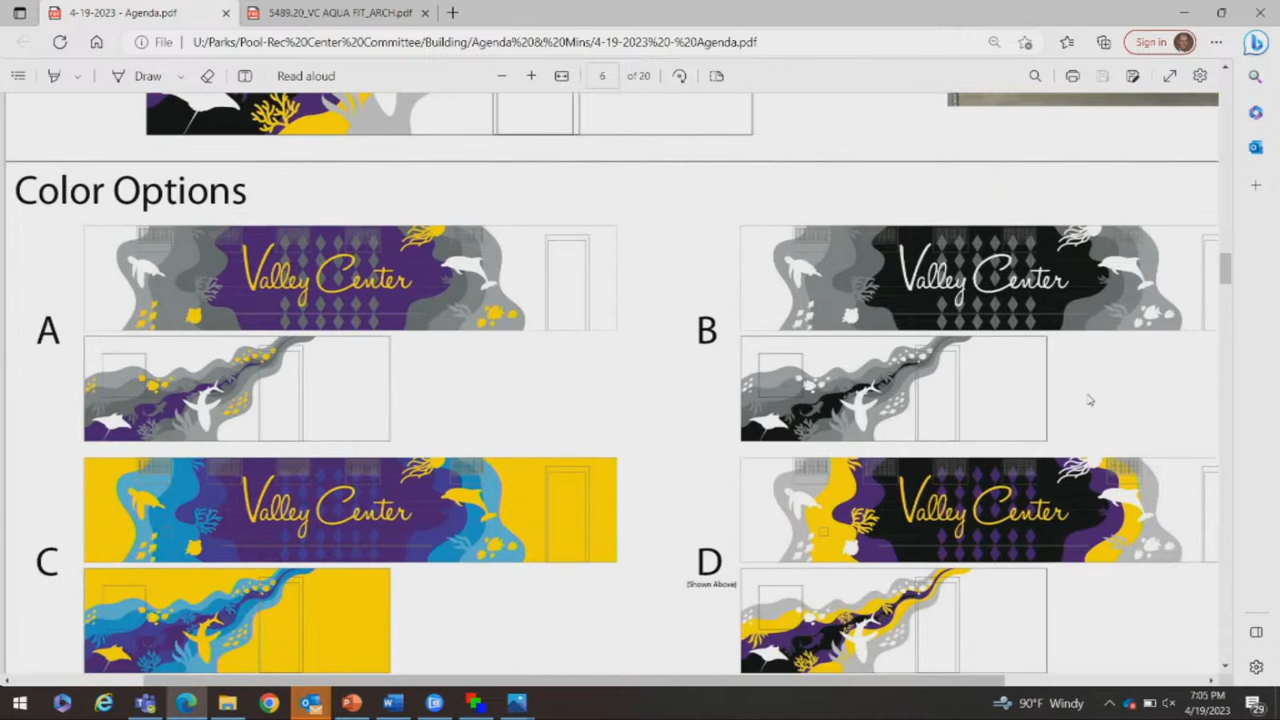 4-19-2023 - Agenda.pdf
5489.20_VC AQUA FIT_ARCH.pdf
File
U:/Parks/Pool-Rec%20Center%20Committee/Building/Agenda%20&%20Mins/4-19-2023%20-%20Agenda.pdf
Sign in
Draw
Read aloud
6 of 20
Color Options
A
Valley Center
B
Valley Center
C
Valley Center
D
(Shown Above)
Valley Center
90°F Windy
7:05 PM
4/19/2023
29